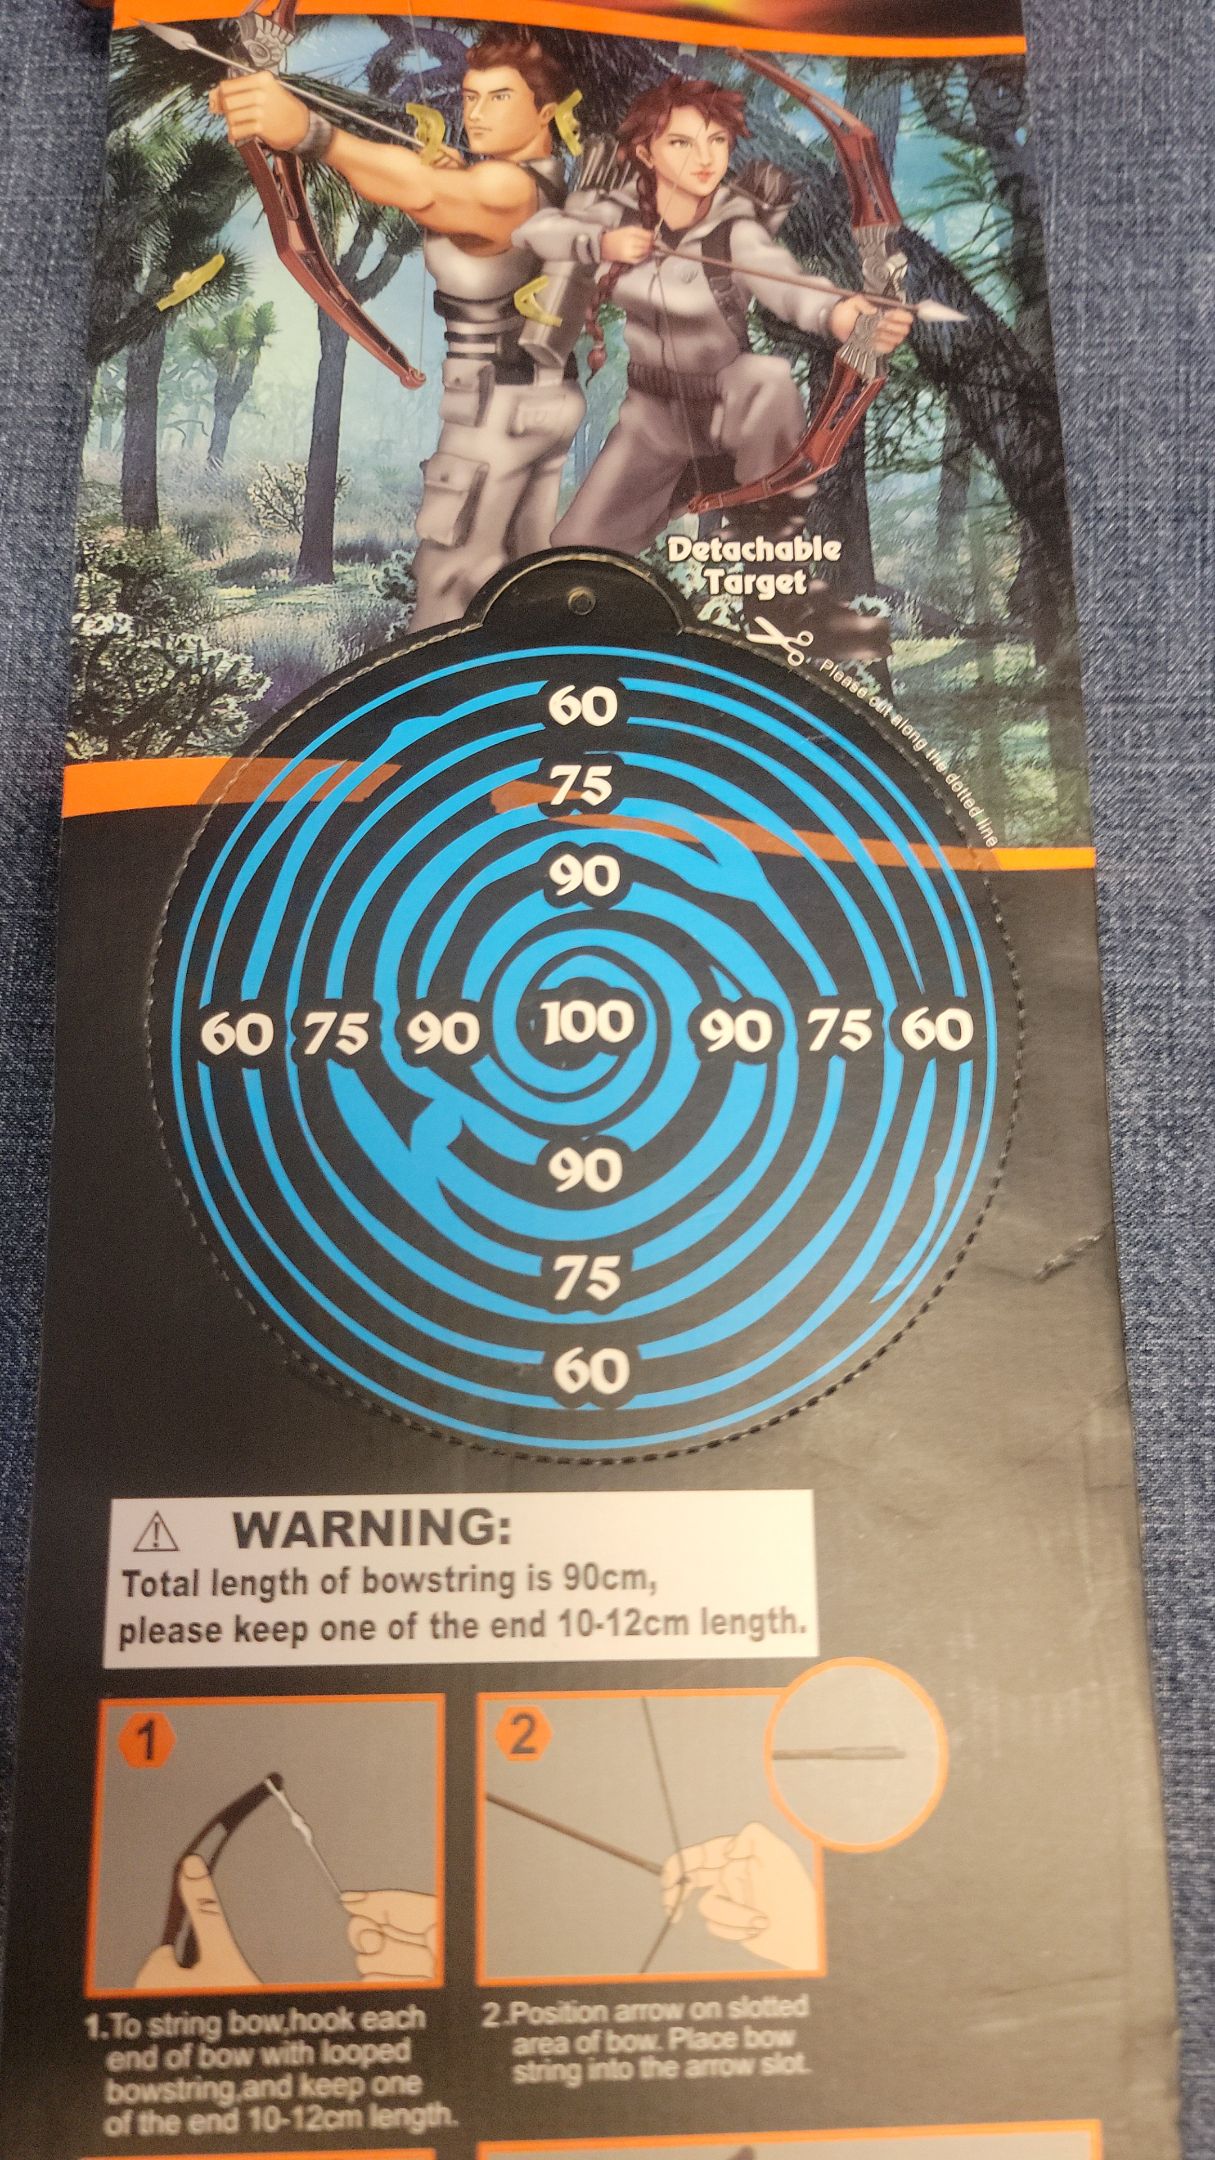 Detachable
Target
Please cut along the dotted line
60
75
90
60 75 90 100 90 75 60
90
75
60
WARNING:
Total length of bowstring is 90cm,
please keep one of the end 10-12cm length.
1
2
1.To string bow,hook each
end of bow with looped
bowstring,and keep one
of the end 10-12cm length.
2.Position arrow on slotted
area of bow. Place bow
string into the arrow slot.